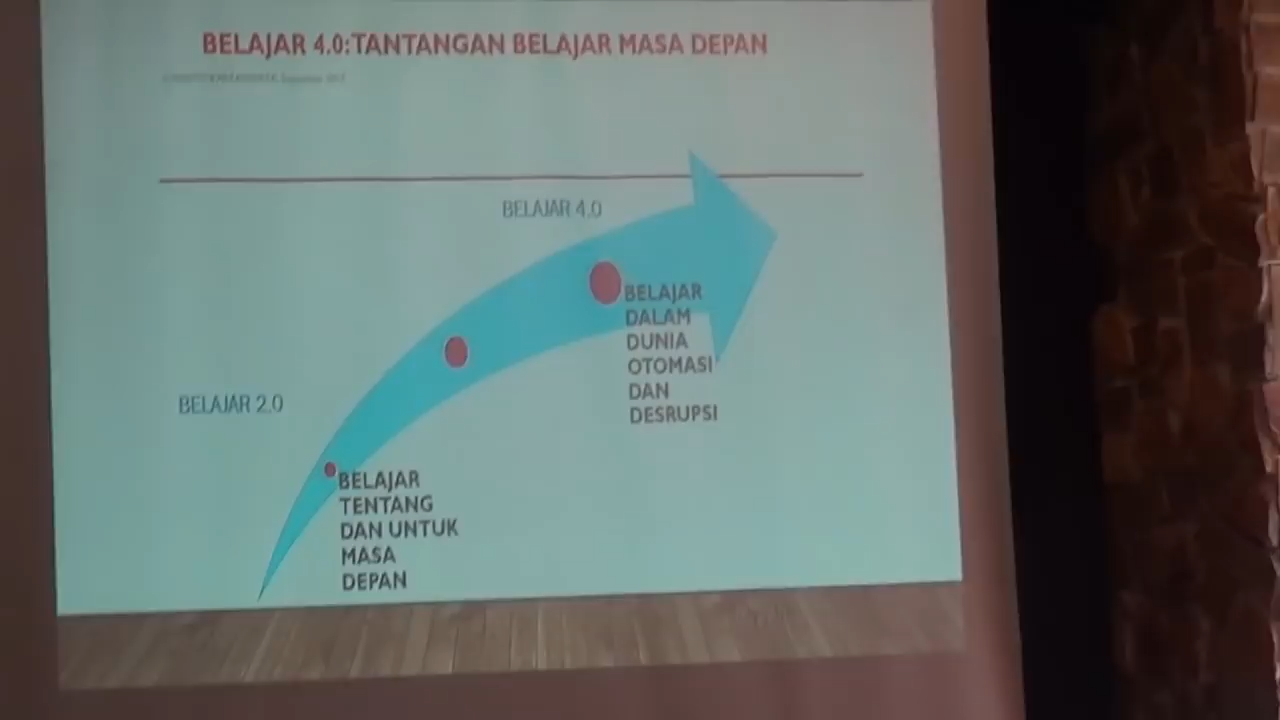 BELAJAR 4.0:TANTANGAN BELAJAR MASA DEPAN
BELAJAR 4.0
BELAJAR
DALAM
DUNIA
OTOMASI
DAN
DESRUPSI
BELAJAR 2.0
BELAJAR
TENTANG
DAN UNTUK
MASA
DEPAN